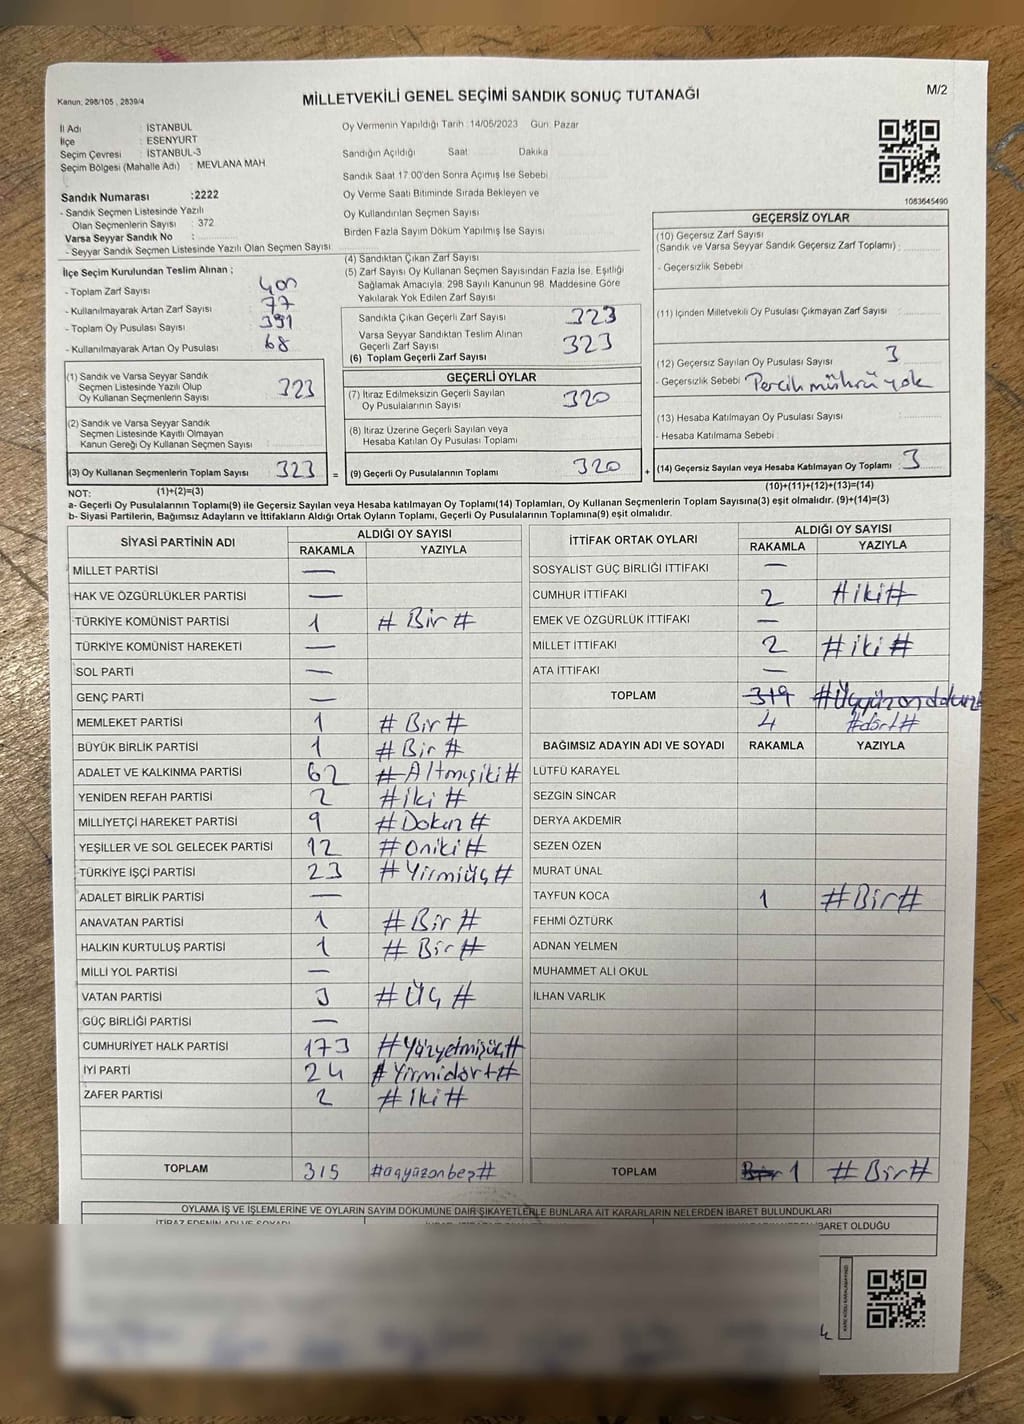 Kanun; 298/105 , 2839/4
MİLLETVEKİLİ GENEL SEÇİMİ SANDIK SONUÇ TUTANAĞI
M/2
İl Adı : İSTANBUL
İlçe : ESENYURT
Seçim Çevresi : İSTANBUL-3
Seçim Bölgesi (Mahalle Adı) : MEVLANA MAH
Sandık Numarası :2222
- Sandık Seçmen Listesinde Yazılı
Olan Seçmenlerin Sayısı : 372
Varsa Seyyar Sandık No :
- Seyyar Sandık Seçmen Listesinde Yazılı Olan Seçmen Sayısı:
Oy Vermenin Yapıldığı Tarih :14/05/2023 Gün: Pazar
Sandığın Açıldığı Saat Dakika
Sandık Saat 17:00'den Sonra Açımış İse Sebebi
Oy Verme Saati Bitiminde Sırada Bekleyen ve
Oy Kullandırılan Seçmen Sayısı
Birden Fazla Sayım Döküm Yapılmış İse Sayısı
1083645490
İlçe Seçim Kurulundan Teslim Alınan ;
- Toplam Zarf Sayısı 400
- Kullanılmayarak Artan Zarf Sayısı 77
- Toplam Oy Pusulası Sayısı 391
- Kullanılmayarak Artan Oy Pusulası 68
(1) Sandık ve Varsa Seyyar Sandık
Seçmen Listesinde Yazılı Olup
Oy Kullanan Seçmenlerin Sayısı 323
(2) Sandık ve Varsa Seyyar Sandık
Seçmen Listesinde Kayıtlı Olmayan
Kanun Gereği Oy Kullanan Seçmen Sayısı
(3) Oy Kullanan Seçmenlerin Toplam Sayısı 323 =
(1)+(2)=(3)
(4) Sandıktan Çıkan Zarf Sayısı
(5) Zarf Sayısı Oy Kullanan Seçmen Sayısından Fazla İse, Eşitliği
Sağlamak Amacıyla; 298 Sayılı Kanunun 98. Maddesine Göre
Yakılarak Yok Edilen Zarf Sayısı
Sandıkta Çıkan Geçerli Zarf Sayısı 323
Varsa Seyyar Sandıktan Teslim Alınan
Geçerli Zarf Sayısı 323
(6) Toplam Geçerli Zarf Sayısı
GEÇERLİ OYLAR
(7) İtiraz Edilmeksizin Geçerli Sayılan
Oy Pusulalarının Sayısı 320
(8) İtiraz Üzerine Geçerli Sayılan veya
Hesaba Katılan Oy Pusulası Toplamı
(9) Geçerli Oy Pusulalarının Toplamı 320 +
GEÇERSİZ OYLAR
(10) Geçersiz Zarf Sayısı
(Sandık ve Varsa Seyyar Sandık Geçersiz Zarf Toplamı) :
- Geçersizlik Sebebi
(11) İçinden Milletvekili Oy Pusulası Çıkmayan Zarf Sayısı
(12) Geçersiz Sayılan Oy Pusulası Sayısı 3
- Geçersizlik Sebebi Percih mührü yok
(13) Hesaba Katılmayan Oy Pusulası Sayısı
- Hesaba Katılmama Sebebi
(14) Geçersiz Sayılan veya Hesaba Katılmayan Oy Toplamı 3
(10)+(11)+(12)+(13)=(14)
NOT:
a- Geçerli Oy Pusulalarının Toplamı(9) ile Geçersiz Sayılan veya Hesaba katılmayan Oy Toplamı(14) Toplamları, Oy Kullanan Seçmenlerin Toplam Sayısına(3) eşit olmalıdır. (9)+(14)=(3)
b- Siyasi Partilerin, Bağımsız Adayların ve İttifakların Aldığı Ortak Oyların Toplamı, Geçerli Oy Pusulalarının Toplamına(9) eşit olmalıdır.
SİYASİ PARTİNİN ADI ALDIĞI OY SAYISI
RAKAMLA YAZIYLA
MİLLET PARTİSİ —
HAK VE ÖZGÜRLÜKLER PARTİSİ —
TÜRKİYE KOMÜNİST PARTİSİ 1 # Bir #
TÜRKİYE KOMÜNİST HAREKETİ —
SOL PARTİ —
GENÇ PARTİ —
MEMLEKET PARTİSİ 1 # Bir #
BÜYÜK BİRLİK PARTİSİ 1 # Bir #
ADALET VE KALKINMA PARTİSİ 62 #Altmışiki#
YENİDEN REFAH PARTİSİ 2 #iki #
MİLLİYETÇİ HAREKET PARTİSİ 9 #Dokuz #
YEŞİLLER VE SOL GELECEK PARTİSİ 12 #Oniki#
TÜRKİYE İŞÇİ PARTİSİ 23 #Yirmiüç#
ADALET BİRLİK PARTİSİ —
ANAVATAN PARTİSİ 1 #Bir #
HALKIN KURTULUŞ PARTİSİ 1 # Bir #
MİLLİ YOL PARTİSİ —
VATAN PARTİSİ 3 #Üç #
GÜÇ BİRLİĞİ PARTİSİ —
CUMHURİYET HALK PARTİSİ 173 #Yüzyetmişüç#
İYİ PARTİ 24 #Yirmidört#
ZAFER PARTİSİ 2 #iki#
TOPLAM 315 #üçyüzonbeş#
İTTİFAK ORTAK OYLARI ALDIĞI OY SAYISI
RAKAMLA YAZIYLA
SOSYALİST GÜÇ BİRLİĞİ İTTİFAKI —
CUMHUR İTTİFAKI 2 #iki#
EMEK VE ÖZGÜRLÜK İTTİFAKI —
MİLLET İTTİFAKI 2 #iki #
ATA İTTİFAKI —
TOPLAM 319 #Üçyüzondokuz
4 #dört#
BAĞIMSIZ ADAYIN ADI VE SOYADI RAKAMLA YAZIYLA
LÜTFÜ KARAYEL
SEZGİN SİNCAR
DERYA AKDEMİR
SEZEN ÖZEN
MURAT ÜNAL
TAYFUN KOCA 1 #Bir#
FEHMİ ÖZTÜRK
ADNAN YELMEN
MUHAMMET ALİ OKUL
İLHAN VARLIK
TOPLAM Bir 1 #Bir#
OYLAMA İŞ VE İŞLEMLERİNE VE OYLARIN SAYIM DÖKÜMÜNE DAİR ŞİKAYETLERLE BUNLARA AİT KARARLARIN NELERDEN İBARET BULUNDUKLARI
İTİRAZ EDENİN ADI VE SOYADI
İBARET OLDUĞU